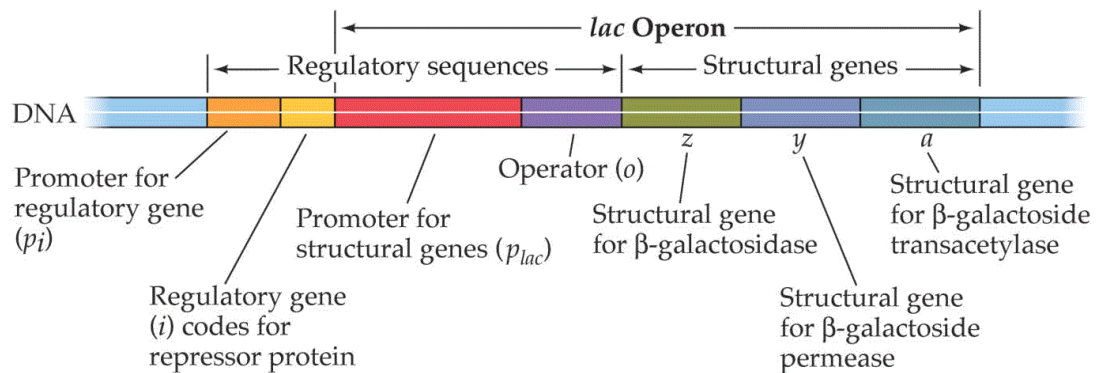 lac Operon
Regulatory sequences
Structural genes
DNA
z
y
a
Promoter for
regulatory gene
(pi)
Regulatory gene
(i) codes for
repressor protein
Promoter for
structural genes (plac)
Operator (o)
Structural gene
for β-galactosidase
Structural gene
for β-galactoside
permease
Structural gene
for β-galactoside
transacetylase